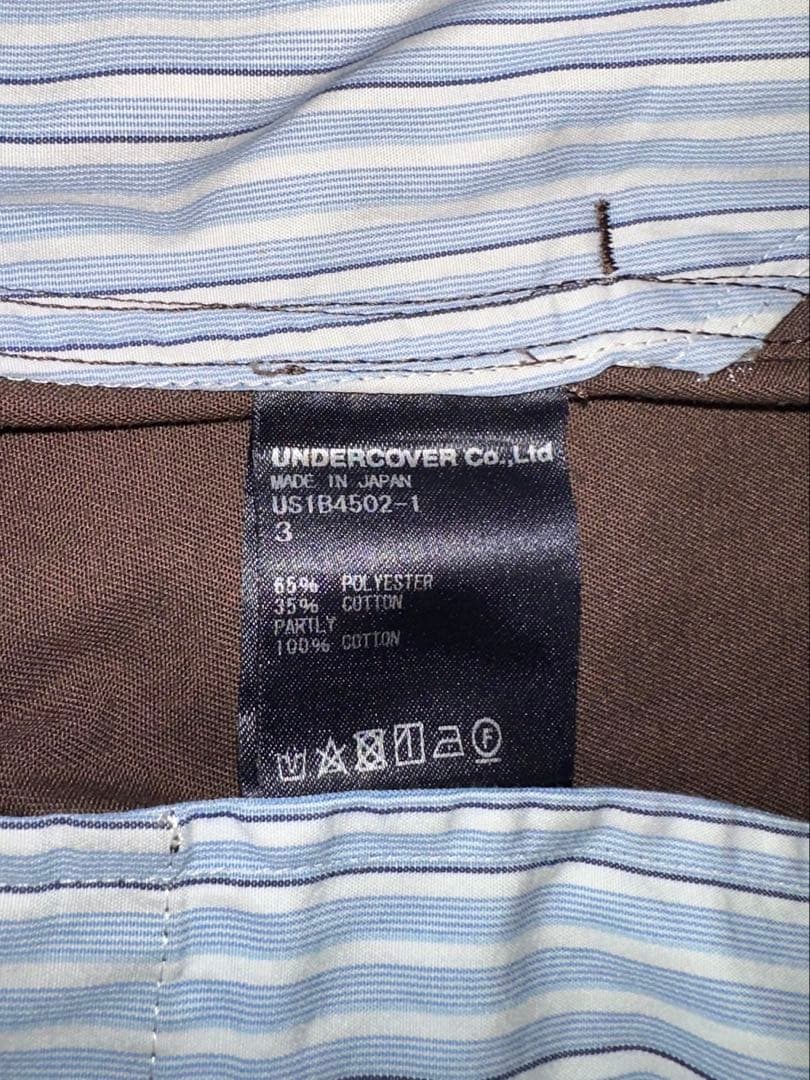 UNDERCOVER Co.,Ltd
MADE IN JAPAN
US1B4502-1
3
65% POLYESTER
35% COTTON
PARTLY
100% COTTON
F